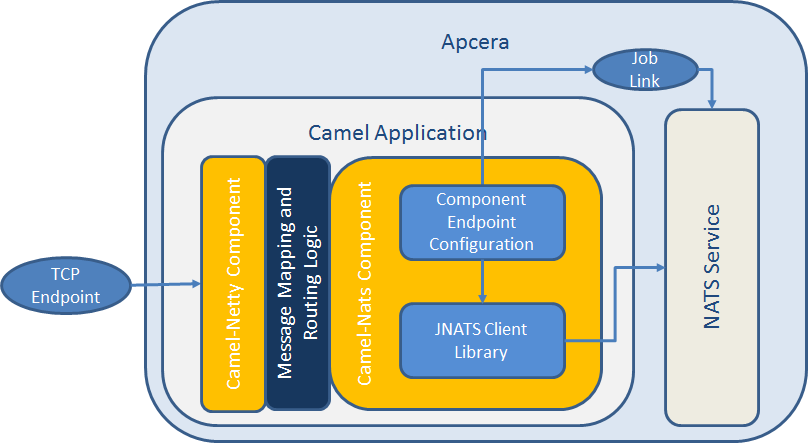 Apcera
Job
Link
Camel Application
Camel-Netty Component
Message Mapping and
Routing Logic
Camel-Nats Component
Component
Endpoint
Configuration
JNATS Client
Library
TCP
Endpoint
NATS Service